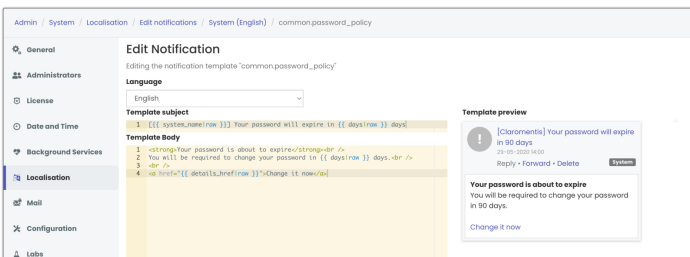 Admin / System / Localisation / Edit notifications / System (English) / common.password_policy
General
Administrators
License
Date and Time
Background Services
Localisation
Mail
Configuration
Labs
Edit Notification
Editing the notification template "common.password_policy"
Language
English
Template subject
1 [{{ system_name|raw }}] Your password will expire in {{ days|raw }} days
Template Body
1 <strong>Your password is about to expire</strong><br />
2 You will be required to change your password in {{ days|raw }} days.<br />
3 <br />
4 <a href="{{ details_href|raw }}">Change it now</a>
Template preview
[Claromentis] Your password will expire
in 90 days
28-05-2020 14:00
Reply • Forward • Delete
System
Your password is about to expire
You will be required to change your password
in 90 days.
Change it now